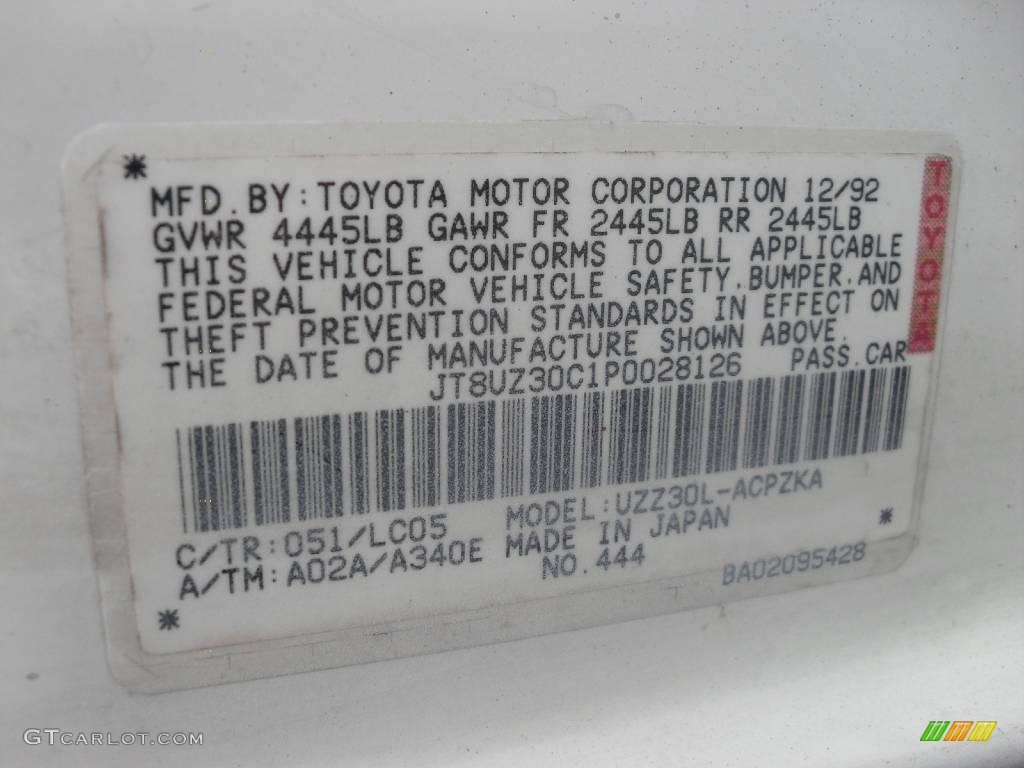 MFD. BY: TOYOTA MOTOR CORPORATION 12/92
GVWR 4445LB GAWR FR 2445LB RR 2445LB
THIS VEHICLE CONFORMS TO ALL APPLICABLE
FEDERAL MOTOR VEHICLE SAFETY, BUMPER, AND
THEFT PREVENTION STANDARDS IN EFFECT ON
THE DATE OF MANUFACTURE SHOWN ABOVE.
JT8UZ30C1P0028126 PASS. CAR
TOYOTA
C/TR: 051/LC05 MODEL: UZZ30L-ACPZKA
A/TM: A02A/A340E MADE IN JAPAN
NO. 444 BA02095428
GTCARLOT.COM